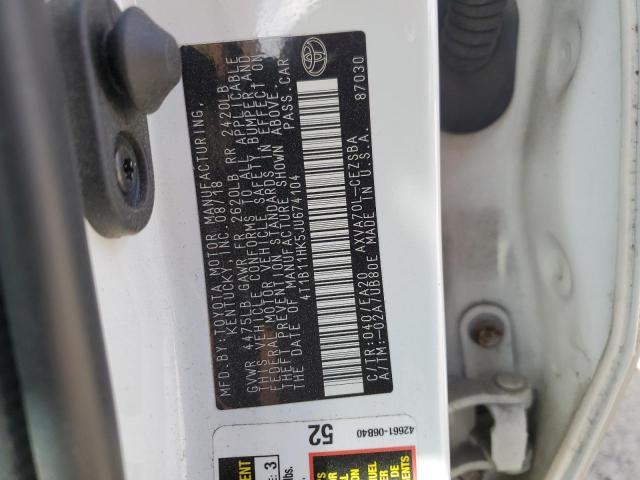 MFD.BY: TOYOTA MOTOR MANUFACTURING,
KENTUCKY, INC 08/18
GVWR 4475LB GAWR FR 2620LB RR 2420LB
THIS VEHICLE CONFORMS TO ALL APPLICABLE
FEDERAL MOTOR VEHICLE SAFETY, BUMPER, AND
THEFT PREVENTION STANDARDS IN EFFECT ON
THE DATE OF MANUFACTURE SHOWN ABOVE.
4T1B11HK5JU674104 PASS.CAR
C/TR: 040/EA20 AXVA70L-CEZSBA
A/TM:-02A/UB80E MADE IN U.S.A. 87030
52
42661-06B40